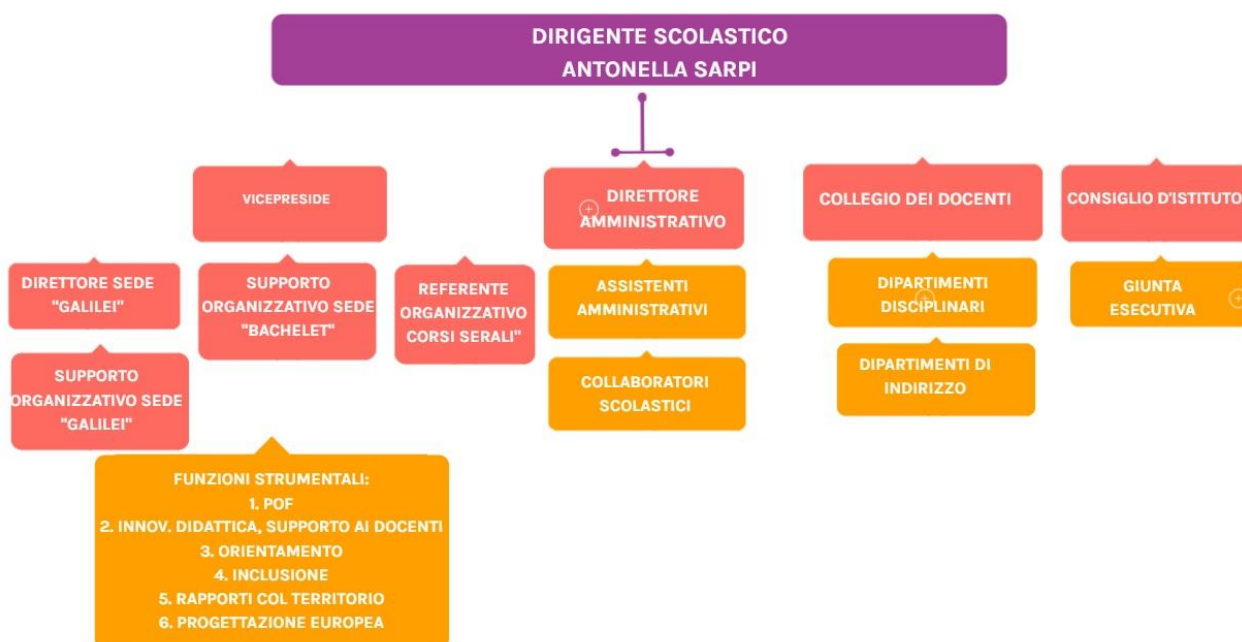 DIRIGENTE SCOLASTICO
ANTONELLA SARPI
VICEPRESIDE
DIRETTORE
AMMINISTRATIVO
COLLEGIO DEI DOCENTI
CONSIGLIO D'ISTITUTO
DIRETTORE SEDE
"GALILEI"
SUPPORTO
ORGANIZZATIVO SEDE
"BACHELET"
REFERENTE
ORGANIZZATIVO
CORSI SERALI"
ASSISTENTI
AMMINISTRATIVI
DIPARTIMENTI
DISCIPLINARI
GIUNTA
ESECUTIVA
SUPPORTO
ORGANIZZATIVO SEDE
"GALILEI"
COLLABORATORI
SCOLASTICI
DIPARTIMENTI DI
INDIRIZZO
FUNZIONI STRUMENTALI:
1. POF
2. INNOV. DIDATTICA, SUPPORTO AI DOCENTI
3. ORIENTAMENTO
4. INCLUSIONE
5. RAPPORTI COL TERRITORIO
6. PROGETTAZIONE EUROPEA